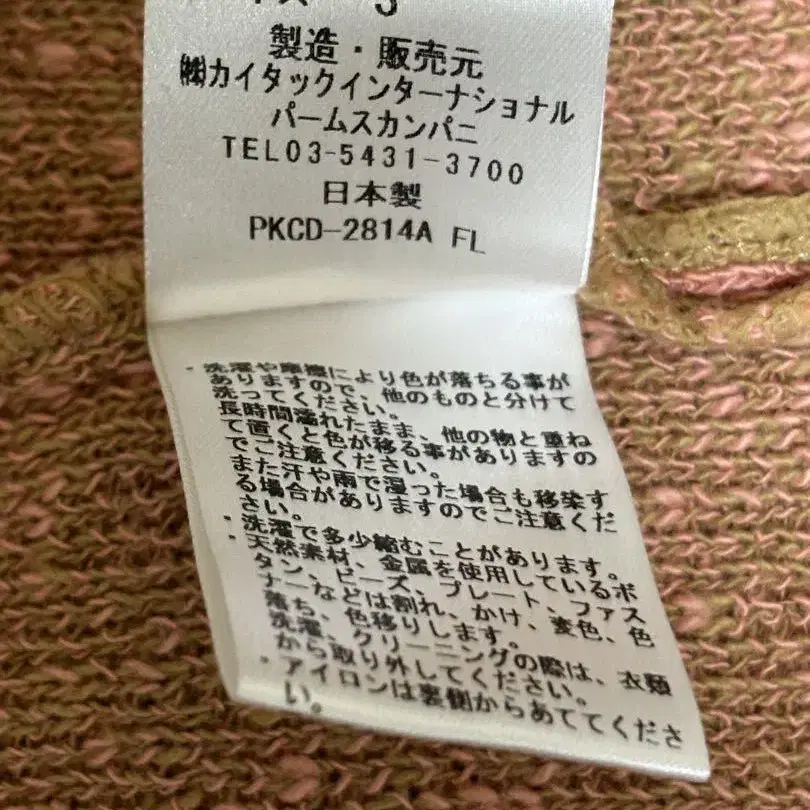 製造・販売元
㈱カイタックインターナショナル
パームスカンパニ
TEL03-5431-3700
日本製
PKCD-2814A FL
・洗濯や摩擦により色が落ちる事が
ありますので、他のものと分けて
洗ってください。
長時間濡れたまま、他の物と重ね
て置くと色が移る事がありますの
でご注意ください。
また汗や雨で湿った場合も移染す
る場合がありますのでご注意くだ
さい。
・洗濯で多少縮むことがあります。
・天然素材、金属を使用しているボ
タン、ビーズ、プレート、ファス
ナーなどは割れ、かけ、変色、色
落ち、色移りします。
洗濯、クリーニングの際は、衣類
から取り外してください。
・アイロンは裏側からあててくださ
い。